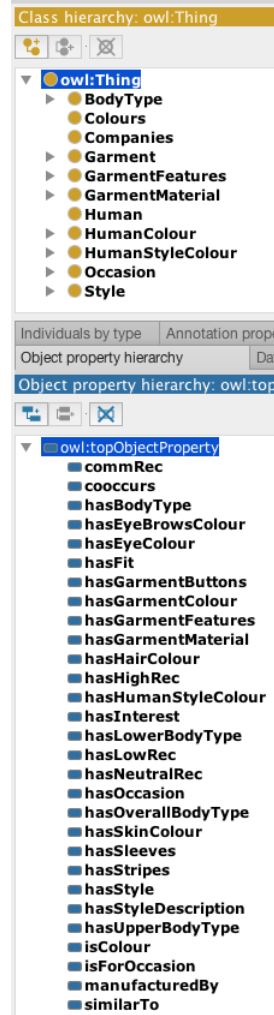 Class hierarchy: owl:Thing
owl:Thing
BodyType
Colours
Companies
Garment
GarmentFeatures
GarmentMaterial
Human
HumanColour
HumanStyleColour
Occasion
Style
Individuals by type Annotation prope
Object property hierarchy Da
Object property hierarchy: owl:top
owl:topObjectProperty
commRec
cooccurs
hasBodyType
hasEyeBrowsColour
hasEyeColour
hasFit
hasGarmentButtons
hasGarmentColour
hasGarmentFeatures
hasGarmentMaterial
hasHairColour
hasHighRec
hasHumanStyleColour
hasInterest
hasLowerBodyType
hasLowRec
hasNeutralRec
hasOccasion
hasOverallBodyType
hasSkinColour
hasSleeves
hasStripes
hasStyle
hasStyleDescription
hasUpperBodyType
isColour
isForOccasion
manufacturedBy
similarTo